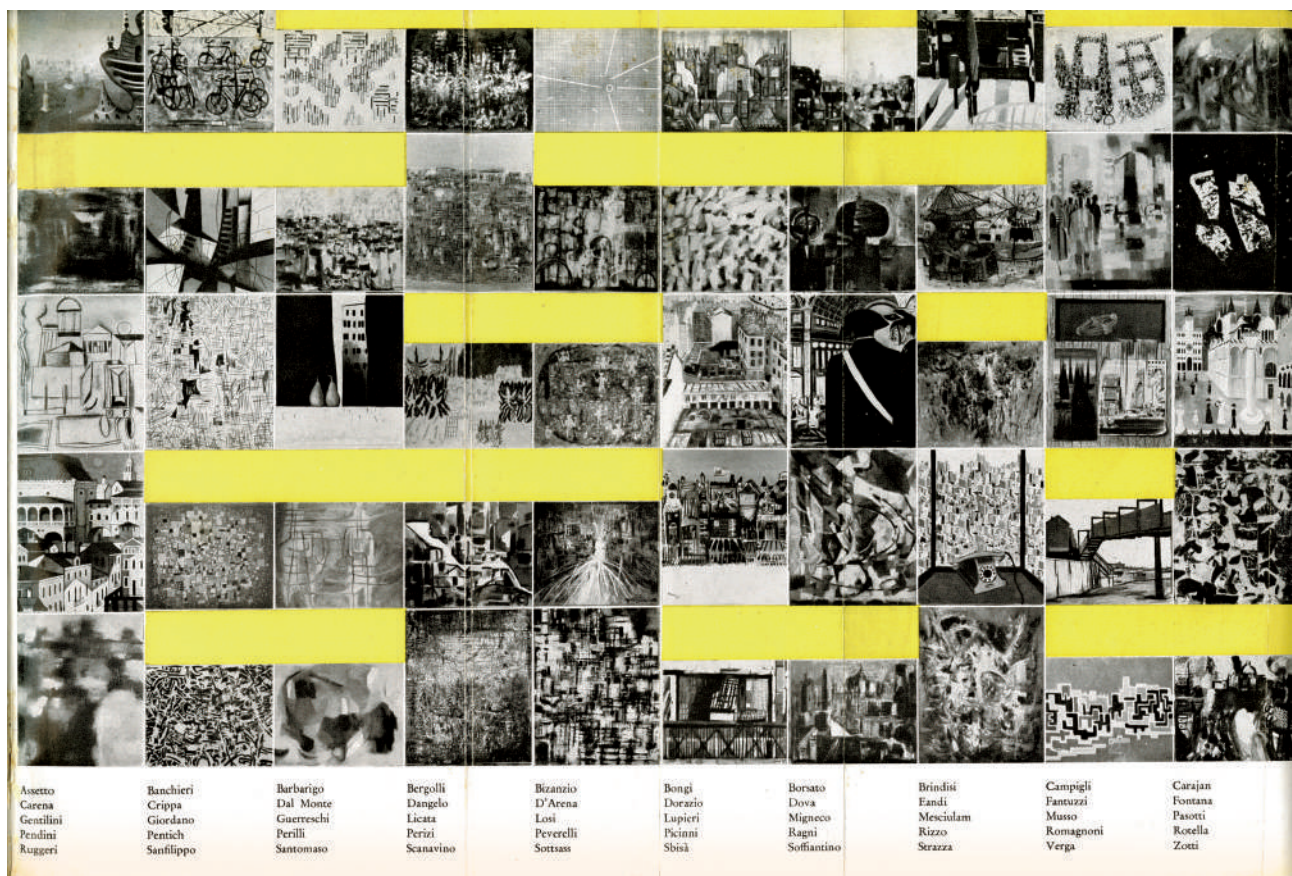 Assetto Banchieri Barbarigo Bergolli Bizanzio Bongi Borsato Brindisi Campigli Carajan
Carena Crippa Dal Monte Dangelo D'Arena Dorazio Dova Fandi Fantuzzi Fontana
Gentilini Giordano Guerreschi Licata Losi Lupieri Migneco Mesciulam Musso Pasotti
Pendini Pentich Perilli Perizi Peverelli Picinni Ragni Rizzo Romagnoni Rotella
Ruggeri Sanfilippo Santomaso Scanavino Sottsass Sbisà Soffiantino Strazza Verga Zotti